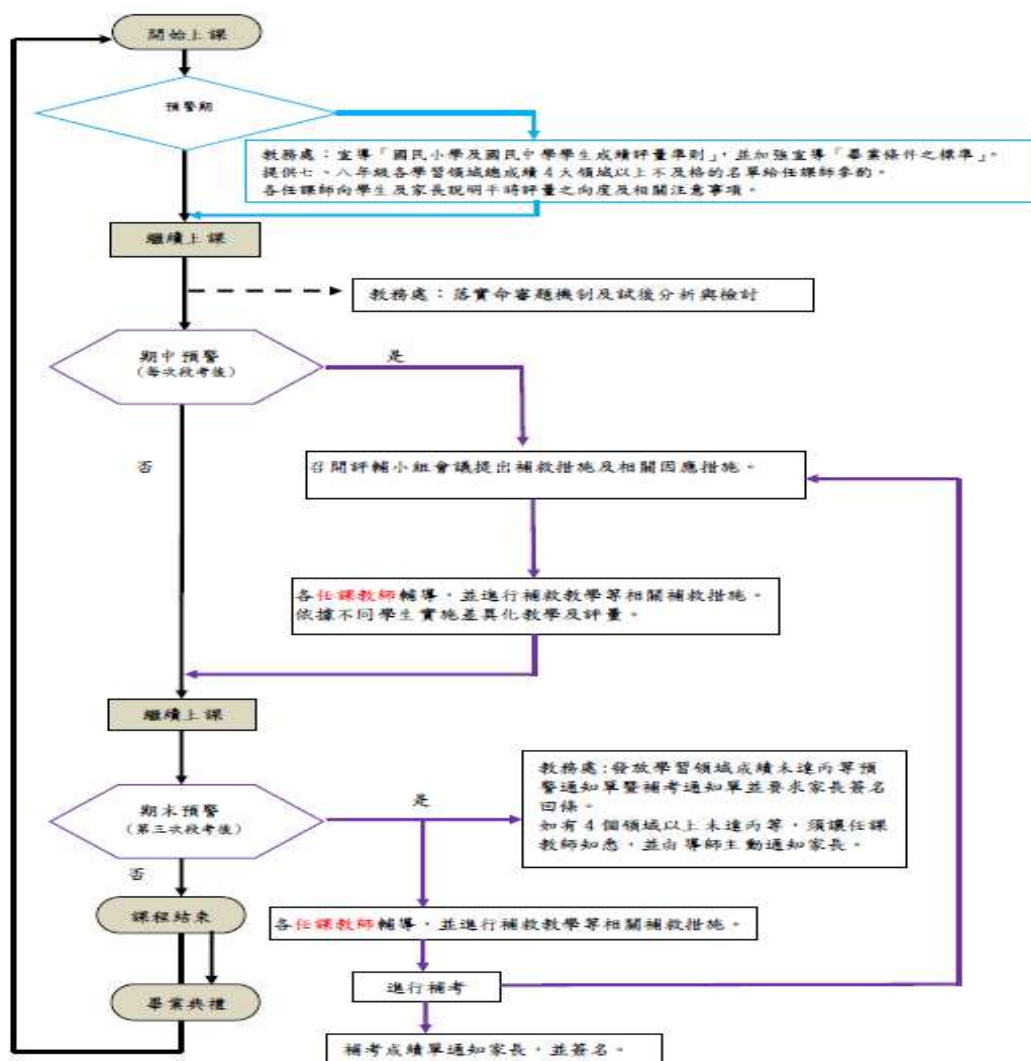 開始上課
預警期
教務處：宣導「國民小學及國民中學學生成績評量準則」，並加強宣導「畢業條件之標準」。
提供七、八年級各學習領域總成績4大領域以上不及格的名單給任課師參酌。
各任課師向學生及家長說明平時評量之向度及相關注意事項。
繼續上課
教務處：落實命審題機制及試後分析與檢討
期中預警
（每次段考後）
是
否
召開評輔小組會議提出補救措施及相關因應措施。
各任課教師輔導，並進行補救教學等相關補救措施。
依據不同學生實施差異化教學及評量。
繼續上課
教務處:發放學習領域成績未達丙等預
警通知單暨補考通知單並要求家長簽名
回條。
如有4個領域以上未達丙等，須讓任課
教師知悉，並由導師主動通知家長。
期末預警
（第三次段考後）
是
否
課程結束
各任課教師輔導，並進行補救教學等相關補救措施。
進行補考
畢業典禮
補考成績單通知家長，並簽名。